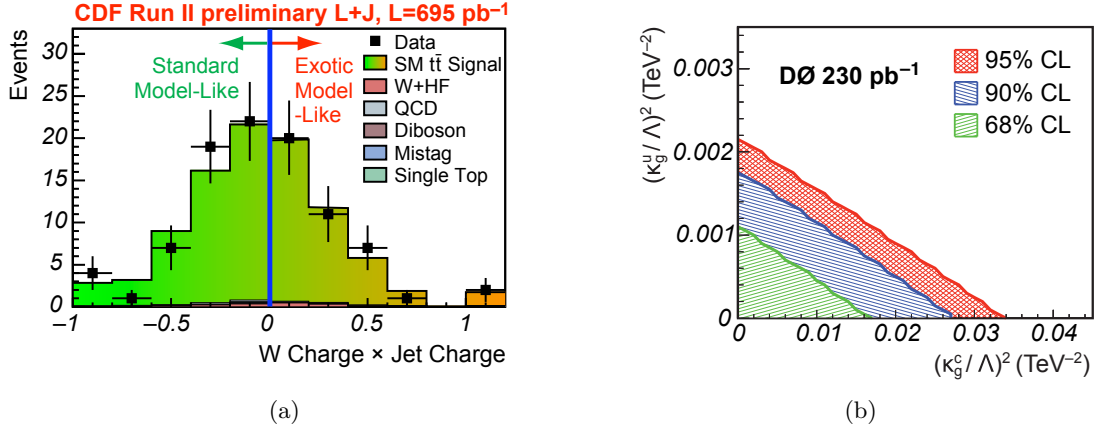 CDF Run II preliminary L+J, L=695 pb⁻¹
Events
30
25
20
15
10
5
0
Standard
Model-Like
Exotic
Model
-Like
Data
SM tt̄ Signal
W+HF
QCD
Diboson
Mistag
Single Top
−1
−0.5
0
0.5
1
W Charge × Jet Charge
(a)
(κᵘg / Λ)² (TeV⁻²)
0.003
0.002
0.001
0
DØ 230 pb⁻¹
95% CL
90% CL
68% CL
0
0.01
0.02
0.03
0.04
(κᶜg / Λ)² (TeV⁻²)
(b)